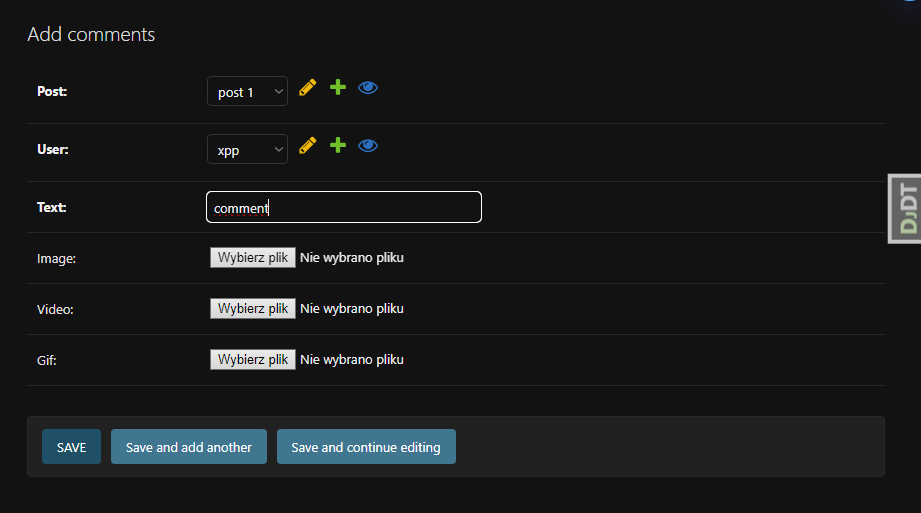 Add comments
Post: post 1
User: xpp
DJDT
Text: comment
Image: Wybierz plik Nie wybrano pliku
Video: Wybierz plik Nie wybrano pliku
Gif: Wybierz plik Nie wybrano pliku
SAVE Save and add another Save and continue editing